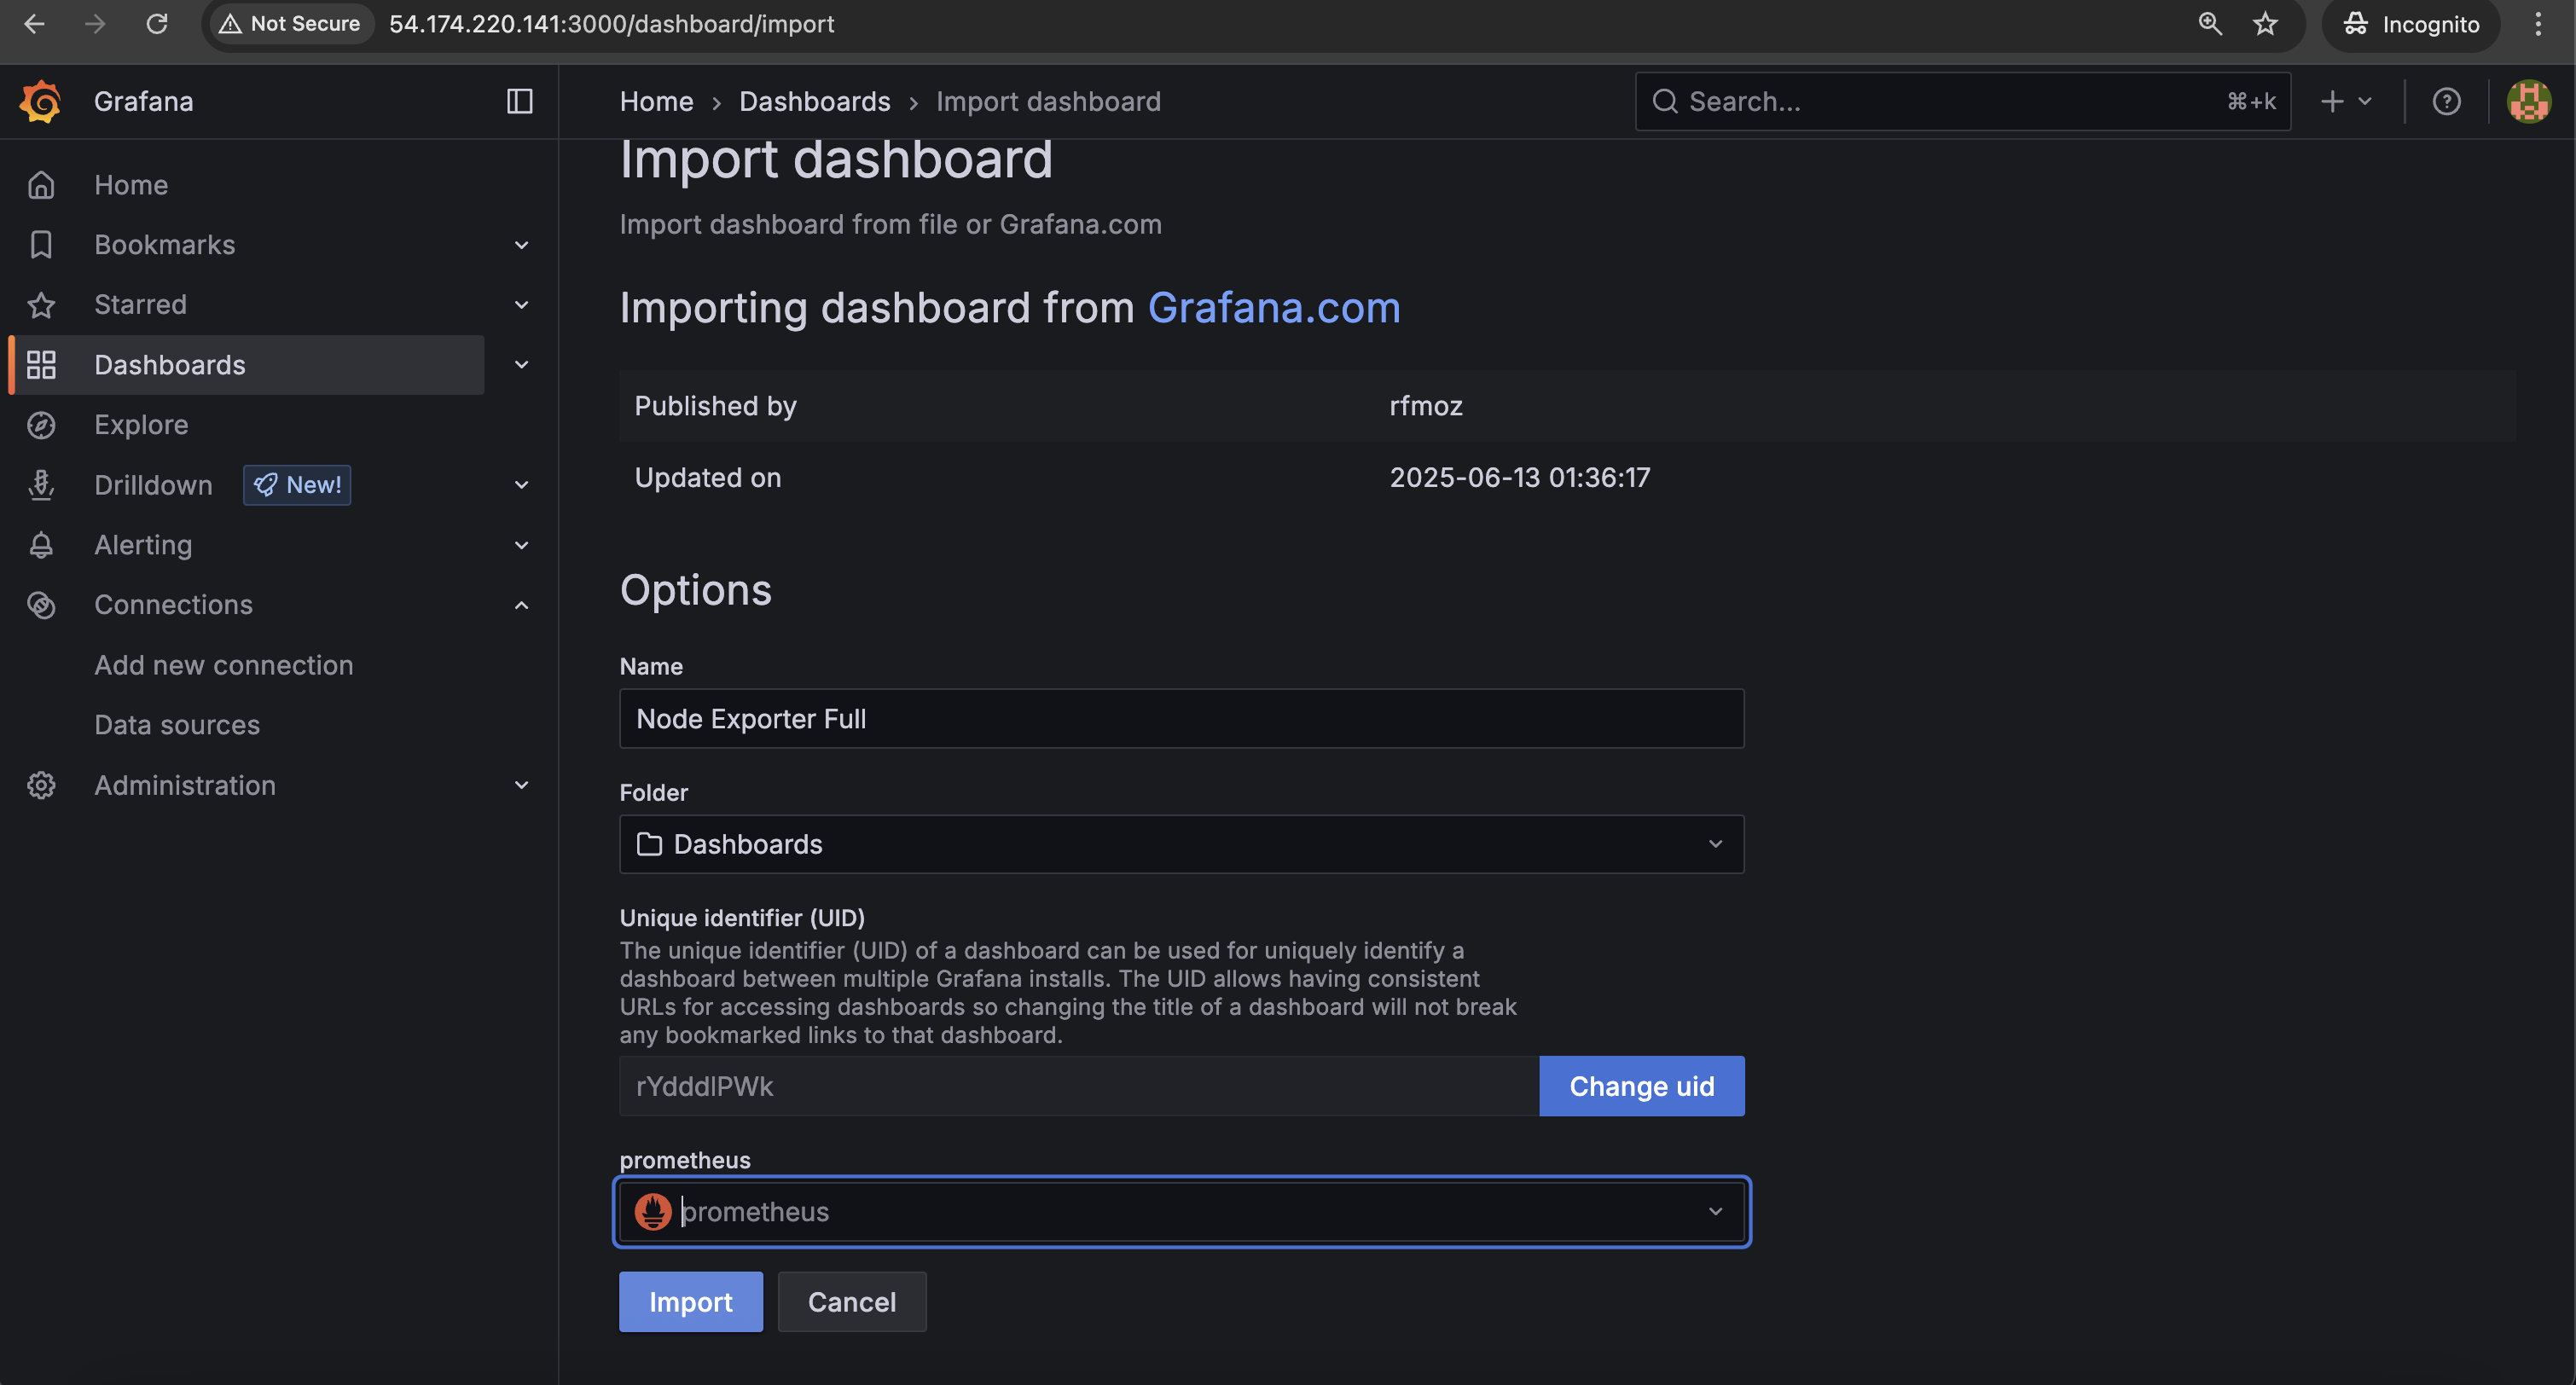 Not Secure
54.174.220.141:3000/dashboard/import
Incognito
Grafana
Home
Dashboards
Import dashboard
Search...
⌘+k
Home
Bookmarks
Starred
Dashboards
Explore
Drilldown
New!
Alerting
Connections
Add new connection
Data sources
Administration
Import dashboard
Import dashboard from file or Grafana.com
Importing dashboard from Grafana.com
Published by
rfmoz
Updated on
2025-06-13 01:36:17
Options
Name
Node Exporter Full
Folder
Dashboards
Unique identifier (UID)
The unique identifier (UID) of a dashboard can be used for uniquely identify a
dashboard between multiple Grafana installs. The UID allows having consistent
URLs for accessing dashboards so changing the title of a dashboard will not break
any bookmarked links to that dashboard.
rYdddlPWk
Change uid
prometheus
prometheus
Import
Cancel